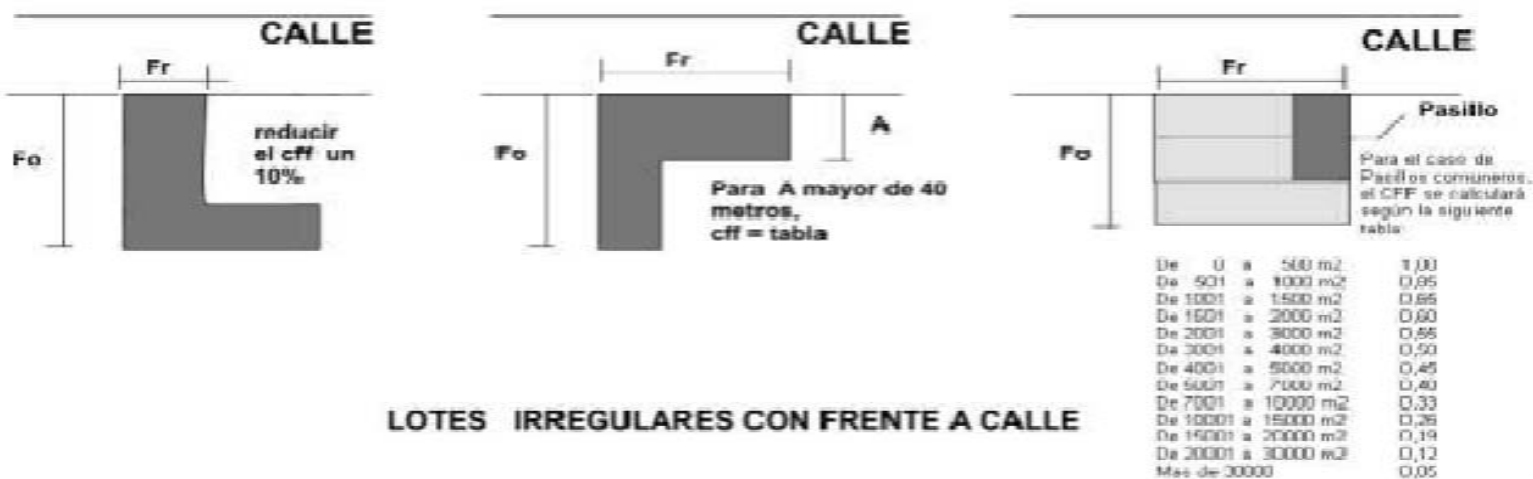 CALLE
Fr
Fo
reducir
el cff un
10%
CALLE
Fr
Fo
A
Para A mayor de 40
metros,
cff = tabla
CALLE
Fr
Fo
Pasillo
Para el caso de
Pasillos comuneros,
el CFF se calculará
según la siguiente
tabla
De 0 a 500 m2 1,00
De 501 a 1000 m2
De 1001 a 1500 m2
De 1501 a 2000 m2 0,60
De 2001 a 3000 m2 0,55
De 3001 a 4000 m2 0,50
De 4001 a 5000 m2 0,45
De 5001 a 7000 m2 0,40
De 7001 a 10000 m2 0,33
De 10001 a 15000 m2 0,26
De 15001 a 20000 m2 0,19
De 20001 a 30000 m2 0,12
Mas de 30000 0,05
LOTES IRREGULARES CON FRENTE A CALLE